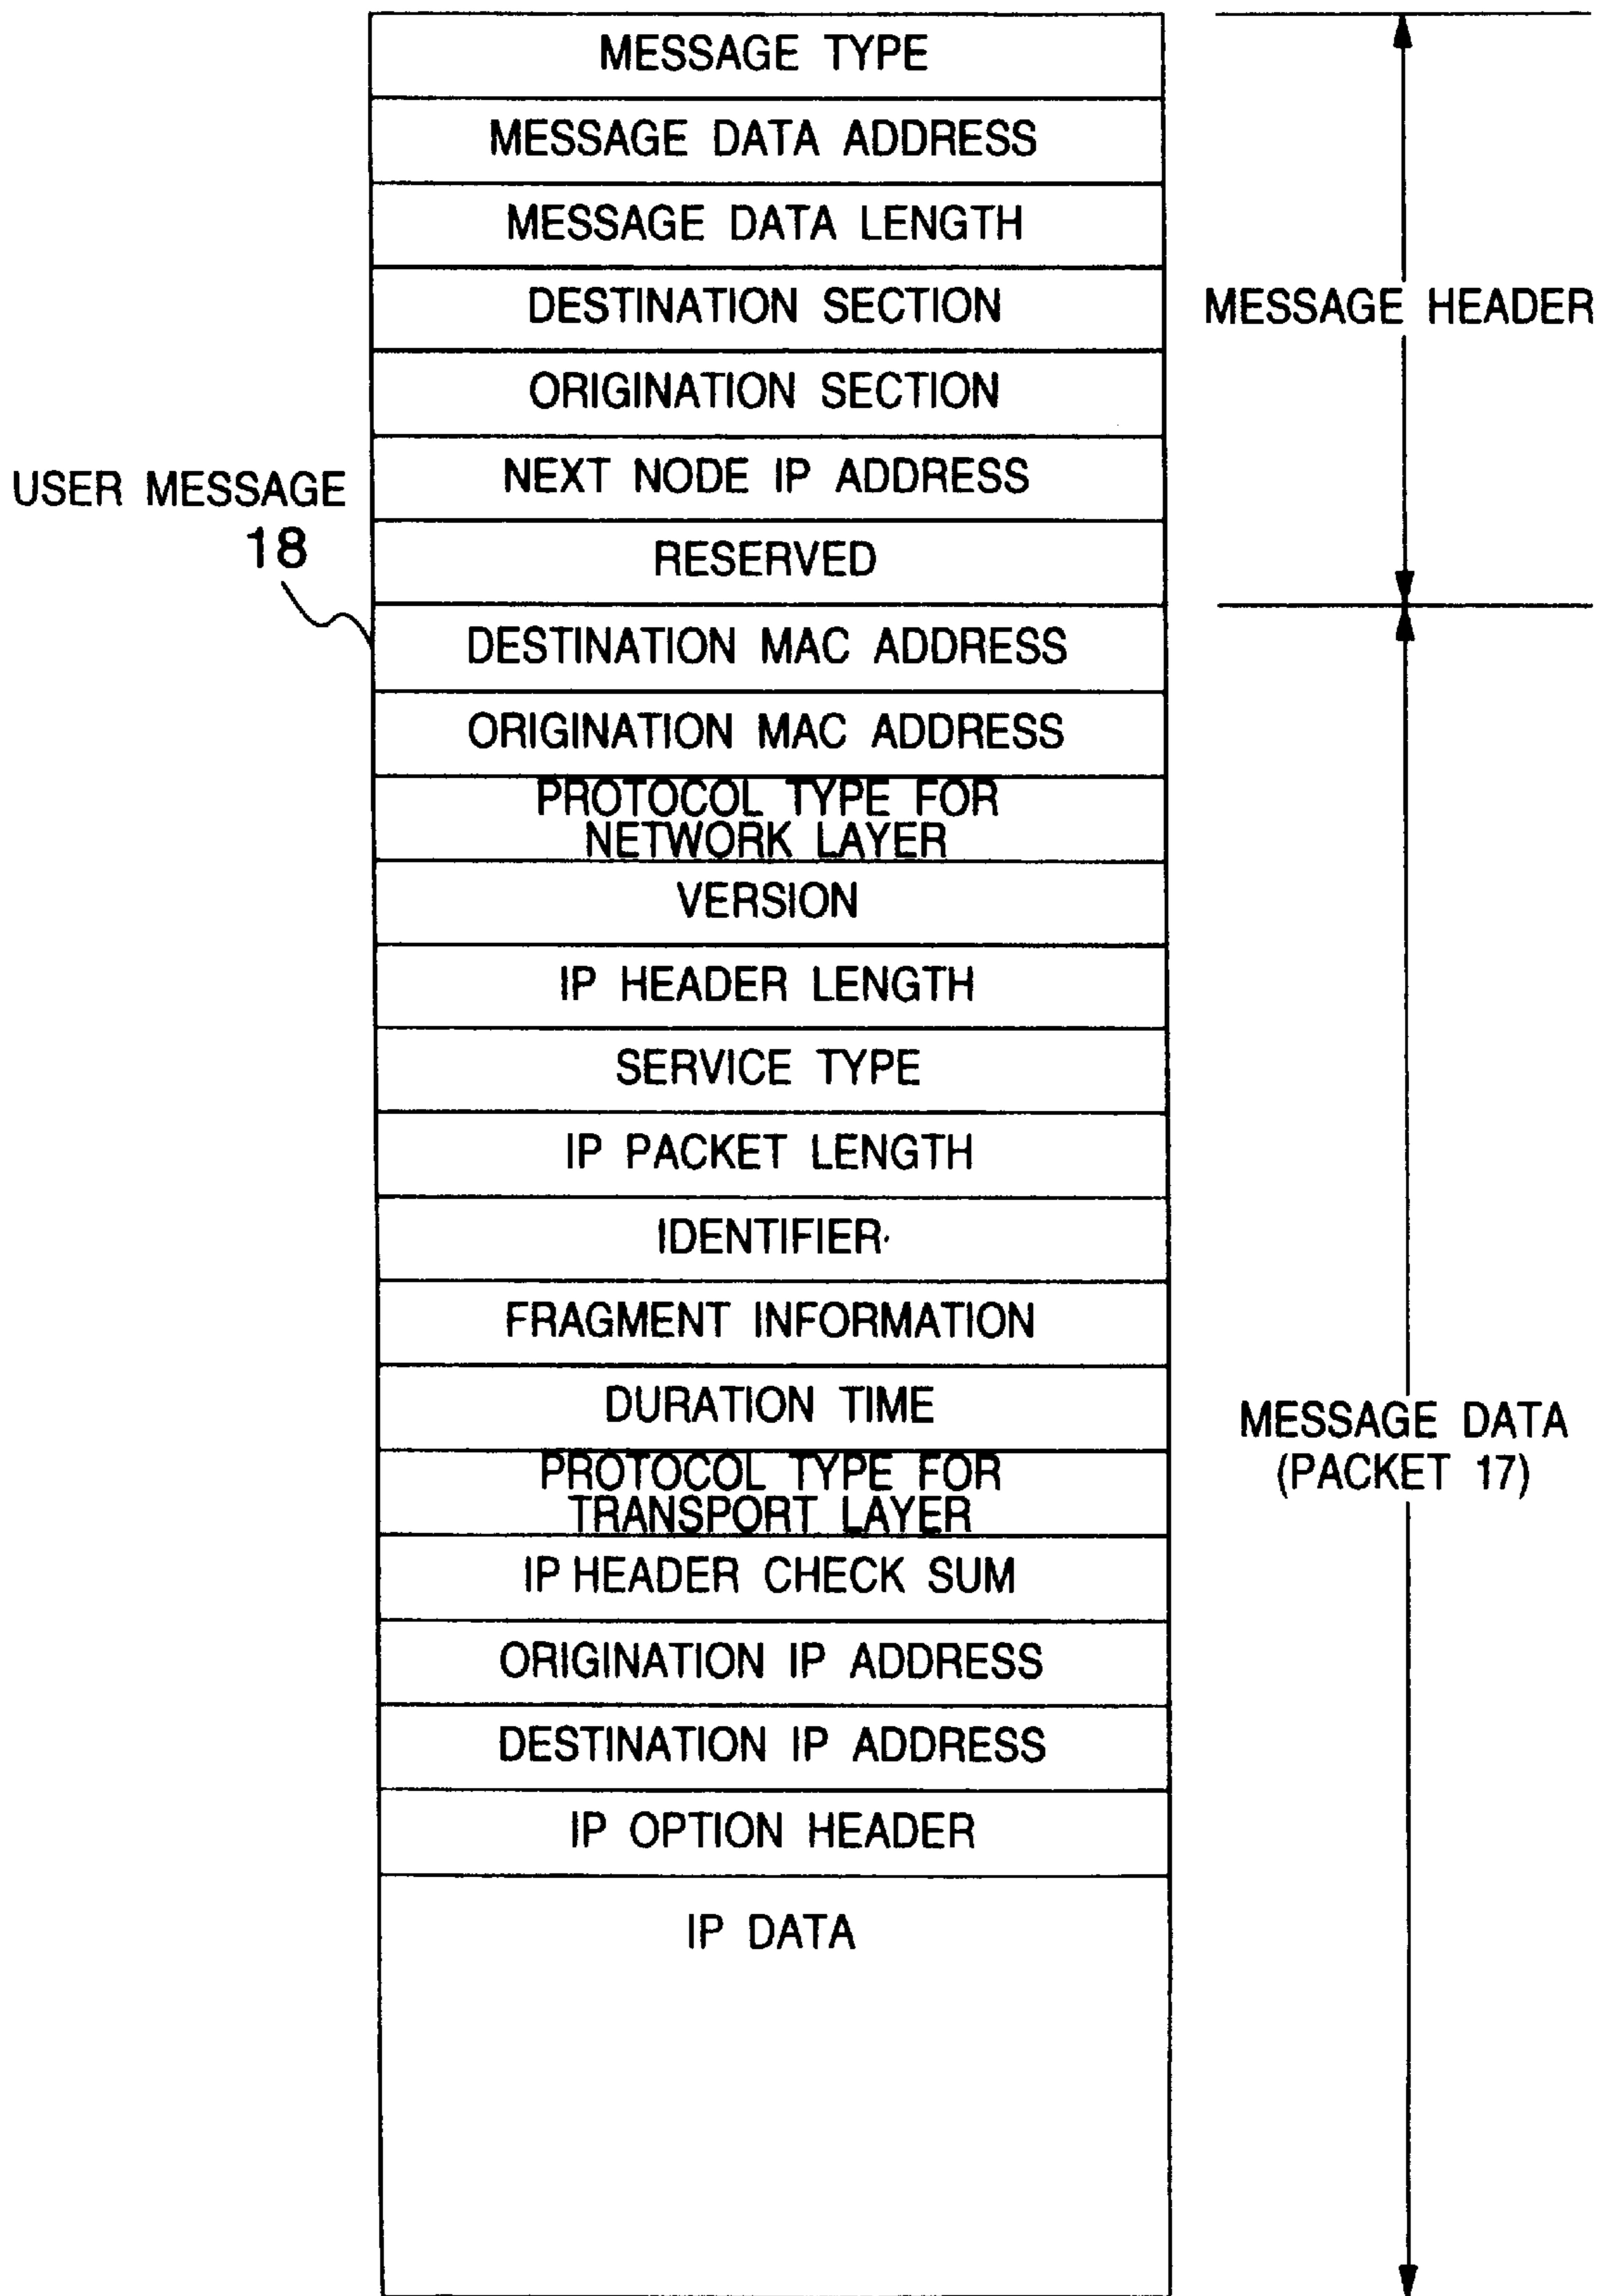 MESSAGE TYPE
MESSAGE DATA ADDRESS
MESSAGE DATA LENGTH
DESTINATION SECTION
MESSAGE HEADER
ORIGINATION SECTION
NEXT NODE IP ADDRESS
USER MESSAGE
18
RESERVED
DESTINATION MAC ADDRESS
ORIGINATION MAC ADDRESS
PROTOCOL TYPE FOR
NETWORK LAYER
VERSION
IP HEADER LENGTH
SERVICE TYPE
IP PACKET LENGTH
IDENTIFIER
FRAGMENT INFORMATION
DURATION TIME
MESSAGE DATA
(PACKET 17)
PROTOCOL TYPE FOR
TRANSPORT LAYER
IP HEADER CHECK SUM
ORIGINATION IP ADDRESS
DESTINATION IP ADDRESS
IP OPTION HEADER
IP DATA